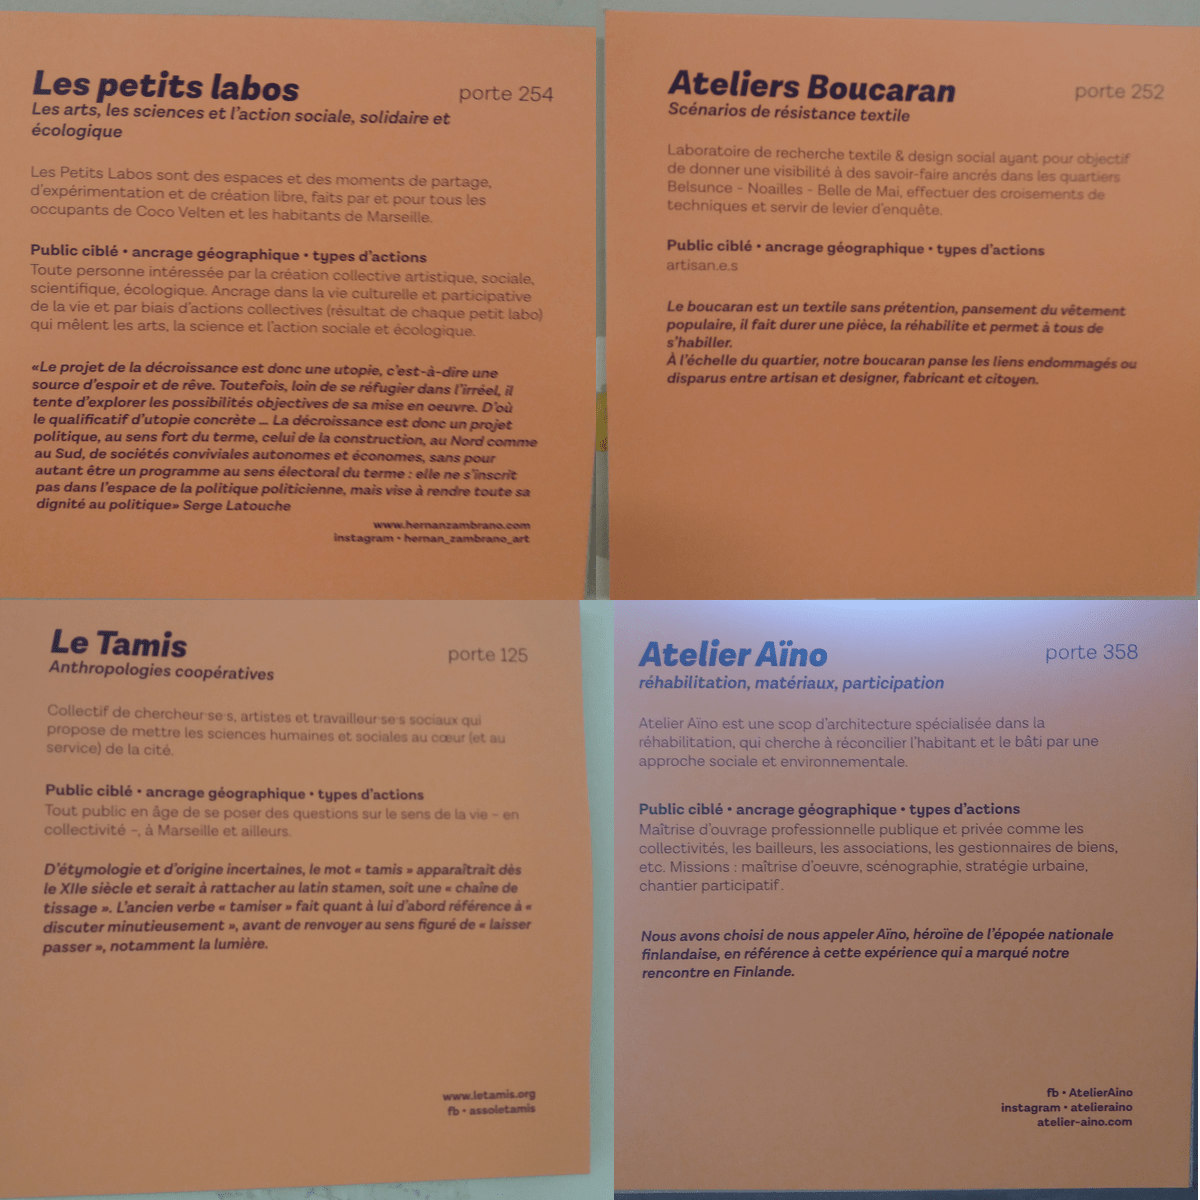 Les petits labos
porte 254
Les arts, les sciences et l'action sociale, solidaire et
écologique
Les Petits Labos sont des espaces et des moments de partage,
d'expérimentation et de création libre, faits par et pour tous les
occupants de Coco Velten et les habitants de Marseille.
Public ciblé • ancrage géographique • types d'actions
Toute personne intéressée par la création collective artistique, sociale,
scientifique, écologique. Ancrage dans la vie culturelle et participative
de la vie et par biais d'actions collectives (résultat de chaque petit labo)
qui mêlent les arts, la science et l'action sociale et écologique.
«Le projet de la décroissance est donc une utopie, c'est-à-dire une
source d'espoir et de rêve. Toutefois, loin de se réfugier dans l'irréel, il
tente d'explorer les possibilités objectives de sa mise en oeuvre. D'où
le qualificatif d'utopie concrète ... La décroissance est donc un projet
politique, au sens fort du terme, celui de la construction, au Nord comme
au Sud, de sociétés conviviales autonomes et économes, sans pour
autant être un programme au sens électoral du terme : elle ne s'inscrit
pas dans l'espace de la politique politicienne, mais vise à rendre toute sa
dignité au politique» Serge Latouche
www.hernanzambrano.com
instagram • hernan_zambrano_art
Ateliers Boucaran
porte 252
Scénarios de résistance textile
Laboratoire de recherche textile & design social ayant pour objectif
de donner une visibilité à des savoir-faire ancrés dans les quartiers
Belsunce - Noailles - Belle de Mai, effectuer des croisements de
techniques et servir de levier d'enquête.
Public ciblé • ancrage géographique • types d'actions
artisan.e.s
Le boucaran est un textile sans prétention, pansement du vêtement
populaire, il fait durer une pièce, la réhabilite et permet à tous de
s'habiller.
À l'échelle du quartier, notre boucaran panse les liens endommagés ou
disparus entre artisan et designer, fabricant et citoyen.
Le Tamis
porte 125
Anthropologies coopératives
Collectif de chercheur·se·s, artistes et travailleur·se·s sociaux qui
propose de mettre les sciences humaines et sociales au cœur (et au
service) de la cité.
Public ciblé • ancrage géographique • types d'actions
Tout public en âge de se poser des questions sur le sens de la vie – en
collectivité –, à Marseille et ailleurs.
D'étymologie et d'origine incertaines, le mot « tamis » apparaîtrait dès
le XIIe siècle et serait à rattacher au latin stamen, soit une « chaîne de
tissage ». L'ancien verbe « tamiser » fait quant à lui d'abord référence à «
discuter minutieusement », avant de renvoyer au sens figuré de « laisser
passer », notamment la lumière.
www.letamis.org
fb • assoletamis
Atelier Aïno
porte 358
réhabilitation, matériaux, participation
Atelier Aïno est une scop d'architecture spécialisée dans la
réhabilitation, qui cherche à réconcilier l'habitant et le bâti par une
approche sociale et environnementale.
Public ciblé • ancrage géographique • types d'actions
Maîtrise d'ouvrage professionnelle publique et privée comme les
collectivités, les bailleurs, les associations, les gestionnaires de biens,
etc. Missions : maîtrise d'oeuvre, scénographie, stratégie urbaine,
chantier participatif.
Nous avons choisi de nous appeler Aïno, héroïne de l'épopée nationale
finlandaise, en référence à cette expérience qui a marqué notre
rencontre en Finlande.
fb • AtelierAino
instagram • atelieraino
atelier-aino.com